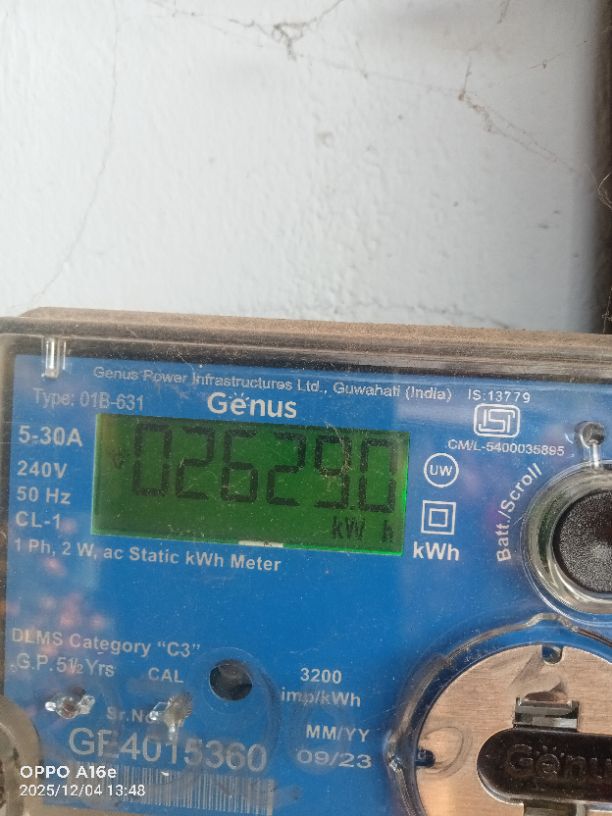 Genus Power Infrastructures Ltd., Guwahati (India) IS:13779
Type: 01B-631
Genus
5-30A
CM/L-5400035895
240V
50 Hz
CL-1
02629.0
kW h
UW
kWh
Batt./Scroll
1 Ph, 2 W, ac Static kWh Meter
DLMS Category "C3"
G.P. 5½ Yrs
CAL
3200
imp/kWh
Sr.No
MM/YY
09/23
GE4015360
Genus
OPPO A16e
2025/12/04 13:48